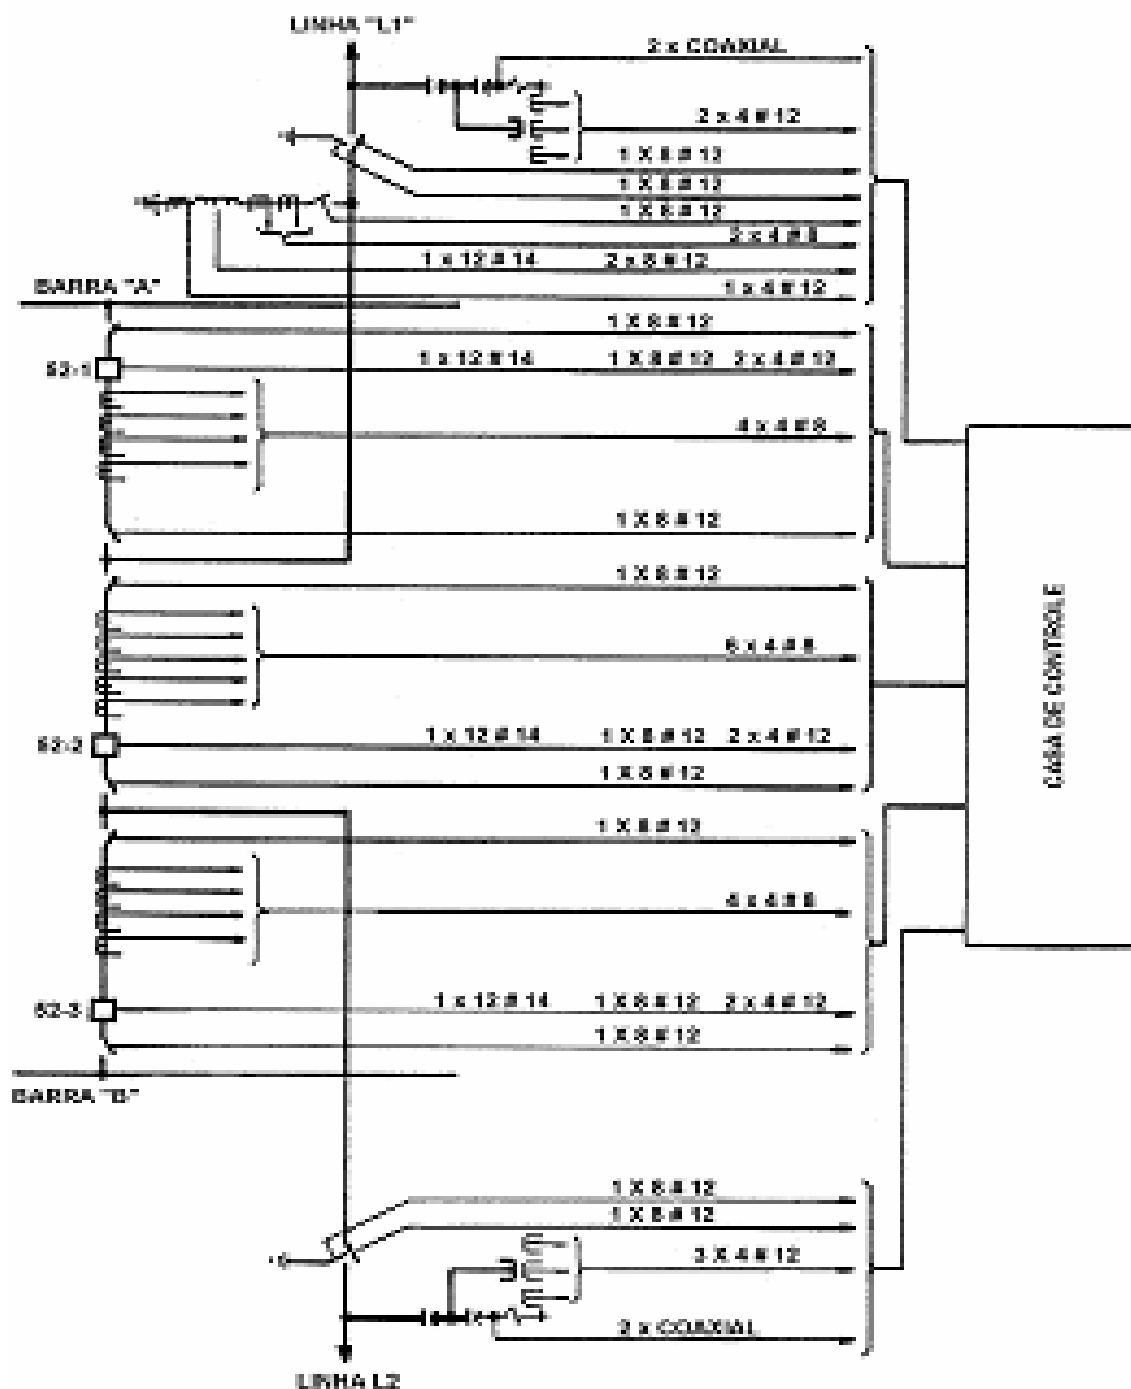 LINHA "L1"
2 x COAXIAL
2 x 4 # 12
1 X 8 # 12
1 X 8 # 12
1 X 8 # 12
2 x 4 # 8
1 x 12 # 14 2 x 8 # 12
BARRA "A"
1 x 4 # 12
1 X 8 # 12
52-1
1 x 12 # 14 1 X 8 # 12 2 x 4 # 12
4 x 4 # 8
1 X 8 # 12
1 X 8 # 12
6 x 4 # 8
52-2
1 x 12 # 14 1 X 8 # 12 2 x 4 # 12
1 X 8 # 12
1 X 8 # 12
4 x 4 # 8
52-3
1 x 12 # 14 1 X 8 # 12 2 x 4 # 12
1 X 8 # 12
BARRA "B"
1 X 8 # 12
1 X 8 # 12
3 X 4 # 12
2 x COAXIAL
LINHA L2
CASA DE CONTROLE